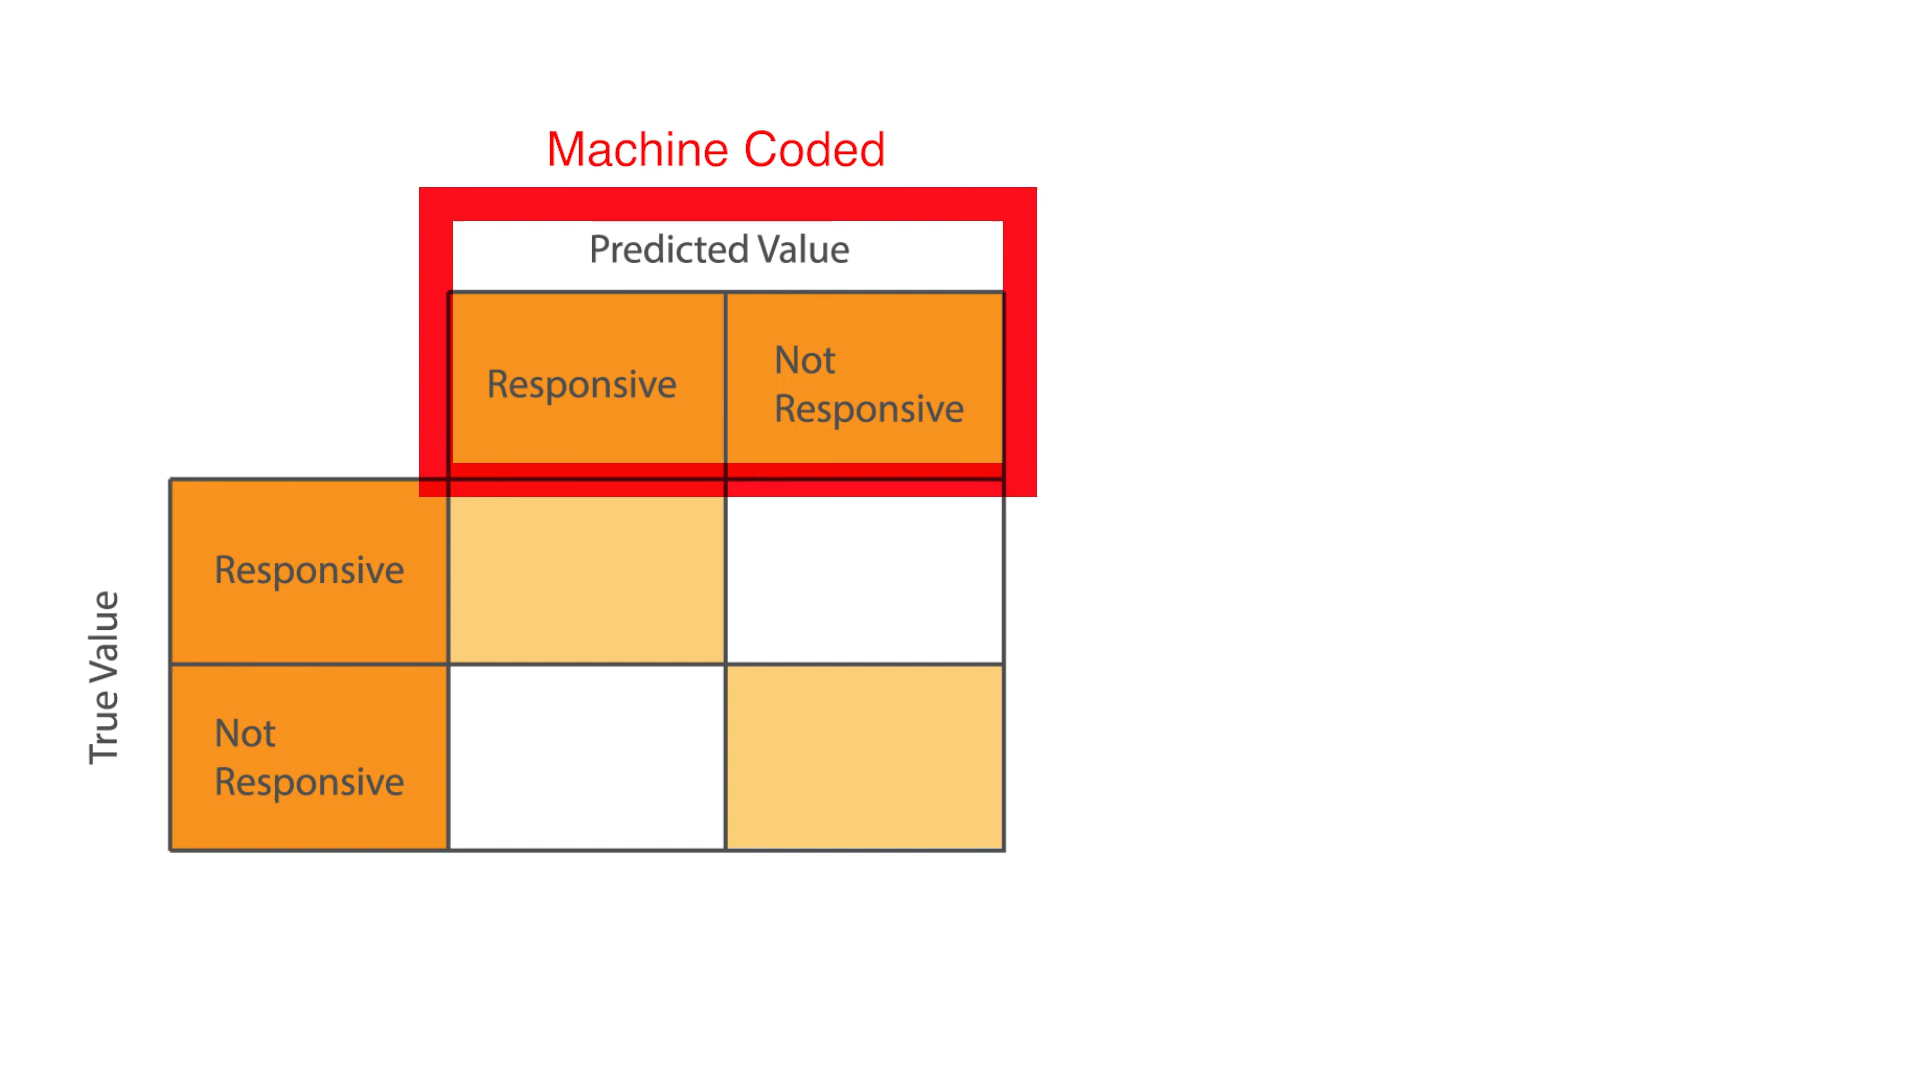 Machine Coded
Predicted Value
Responsive
Not
Responsive
True Value
Responsive
Not
Responsive